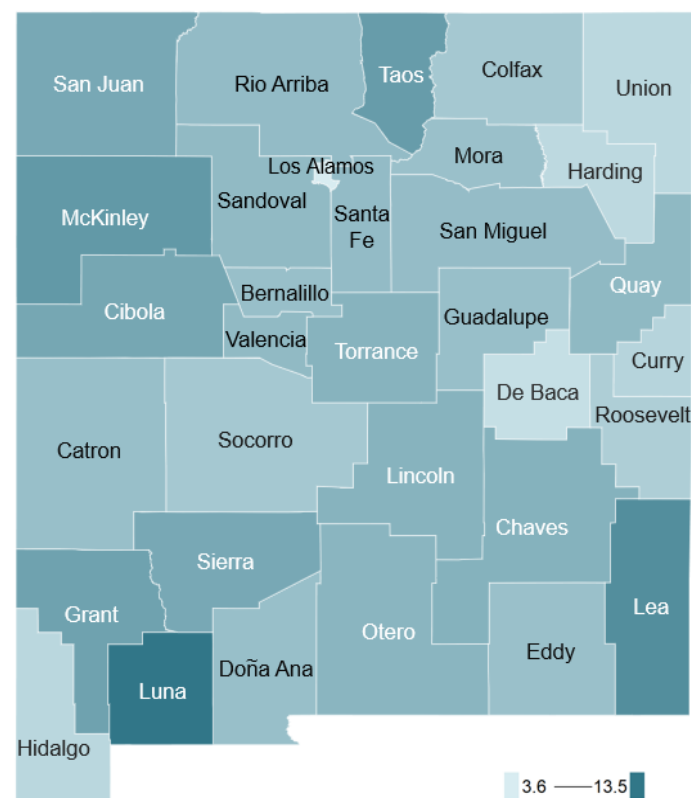 San Juan
Rio Arriba
Taos
Colfax
Union
Los Alamos
Mora
Harding
McKinley
Sandoval
Santa
Fe
San Miguel
Cibola
Bernalillo
Quay
Valencia
Torrance
Guadalupe
Curry
De Baca
Roosevelt
Catron
Socorro
Lincoln
Chaves
Sierra
Grant
Lea
Otero
Eddy
Doña Ana
Luna
Hidalgo
3.6 13.5